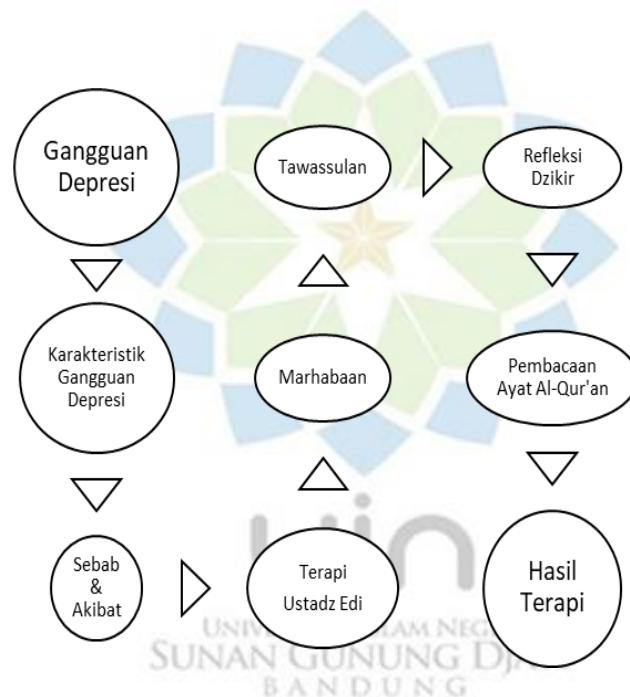 Gangguan
Depresi
Karakteristik
Gangguan
Depresi
Sebab
&
Akibat
Terapi
Ustadz Edi
Marhabaan
Tawassulan
Refleksi
Dzikir
Pembacaan
Ayat Al-Qur'an
Hasil
Terapi
uin
SUNAN GUNUNG
BANDUNG